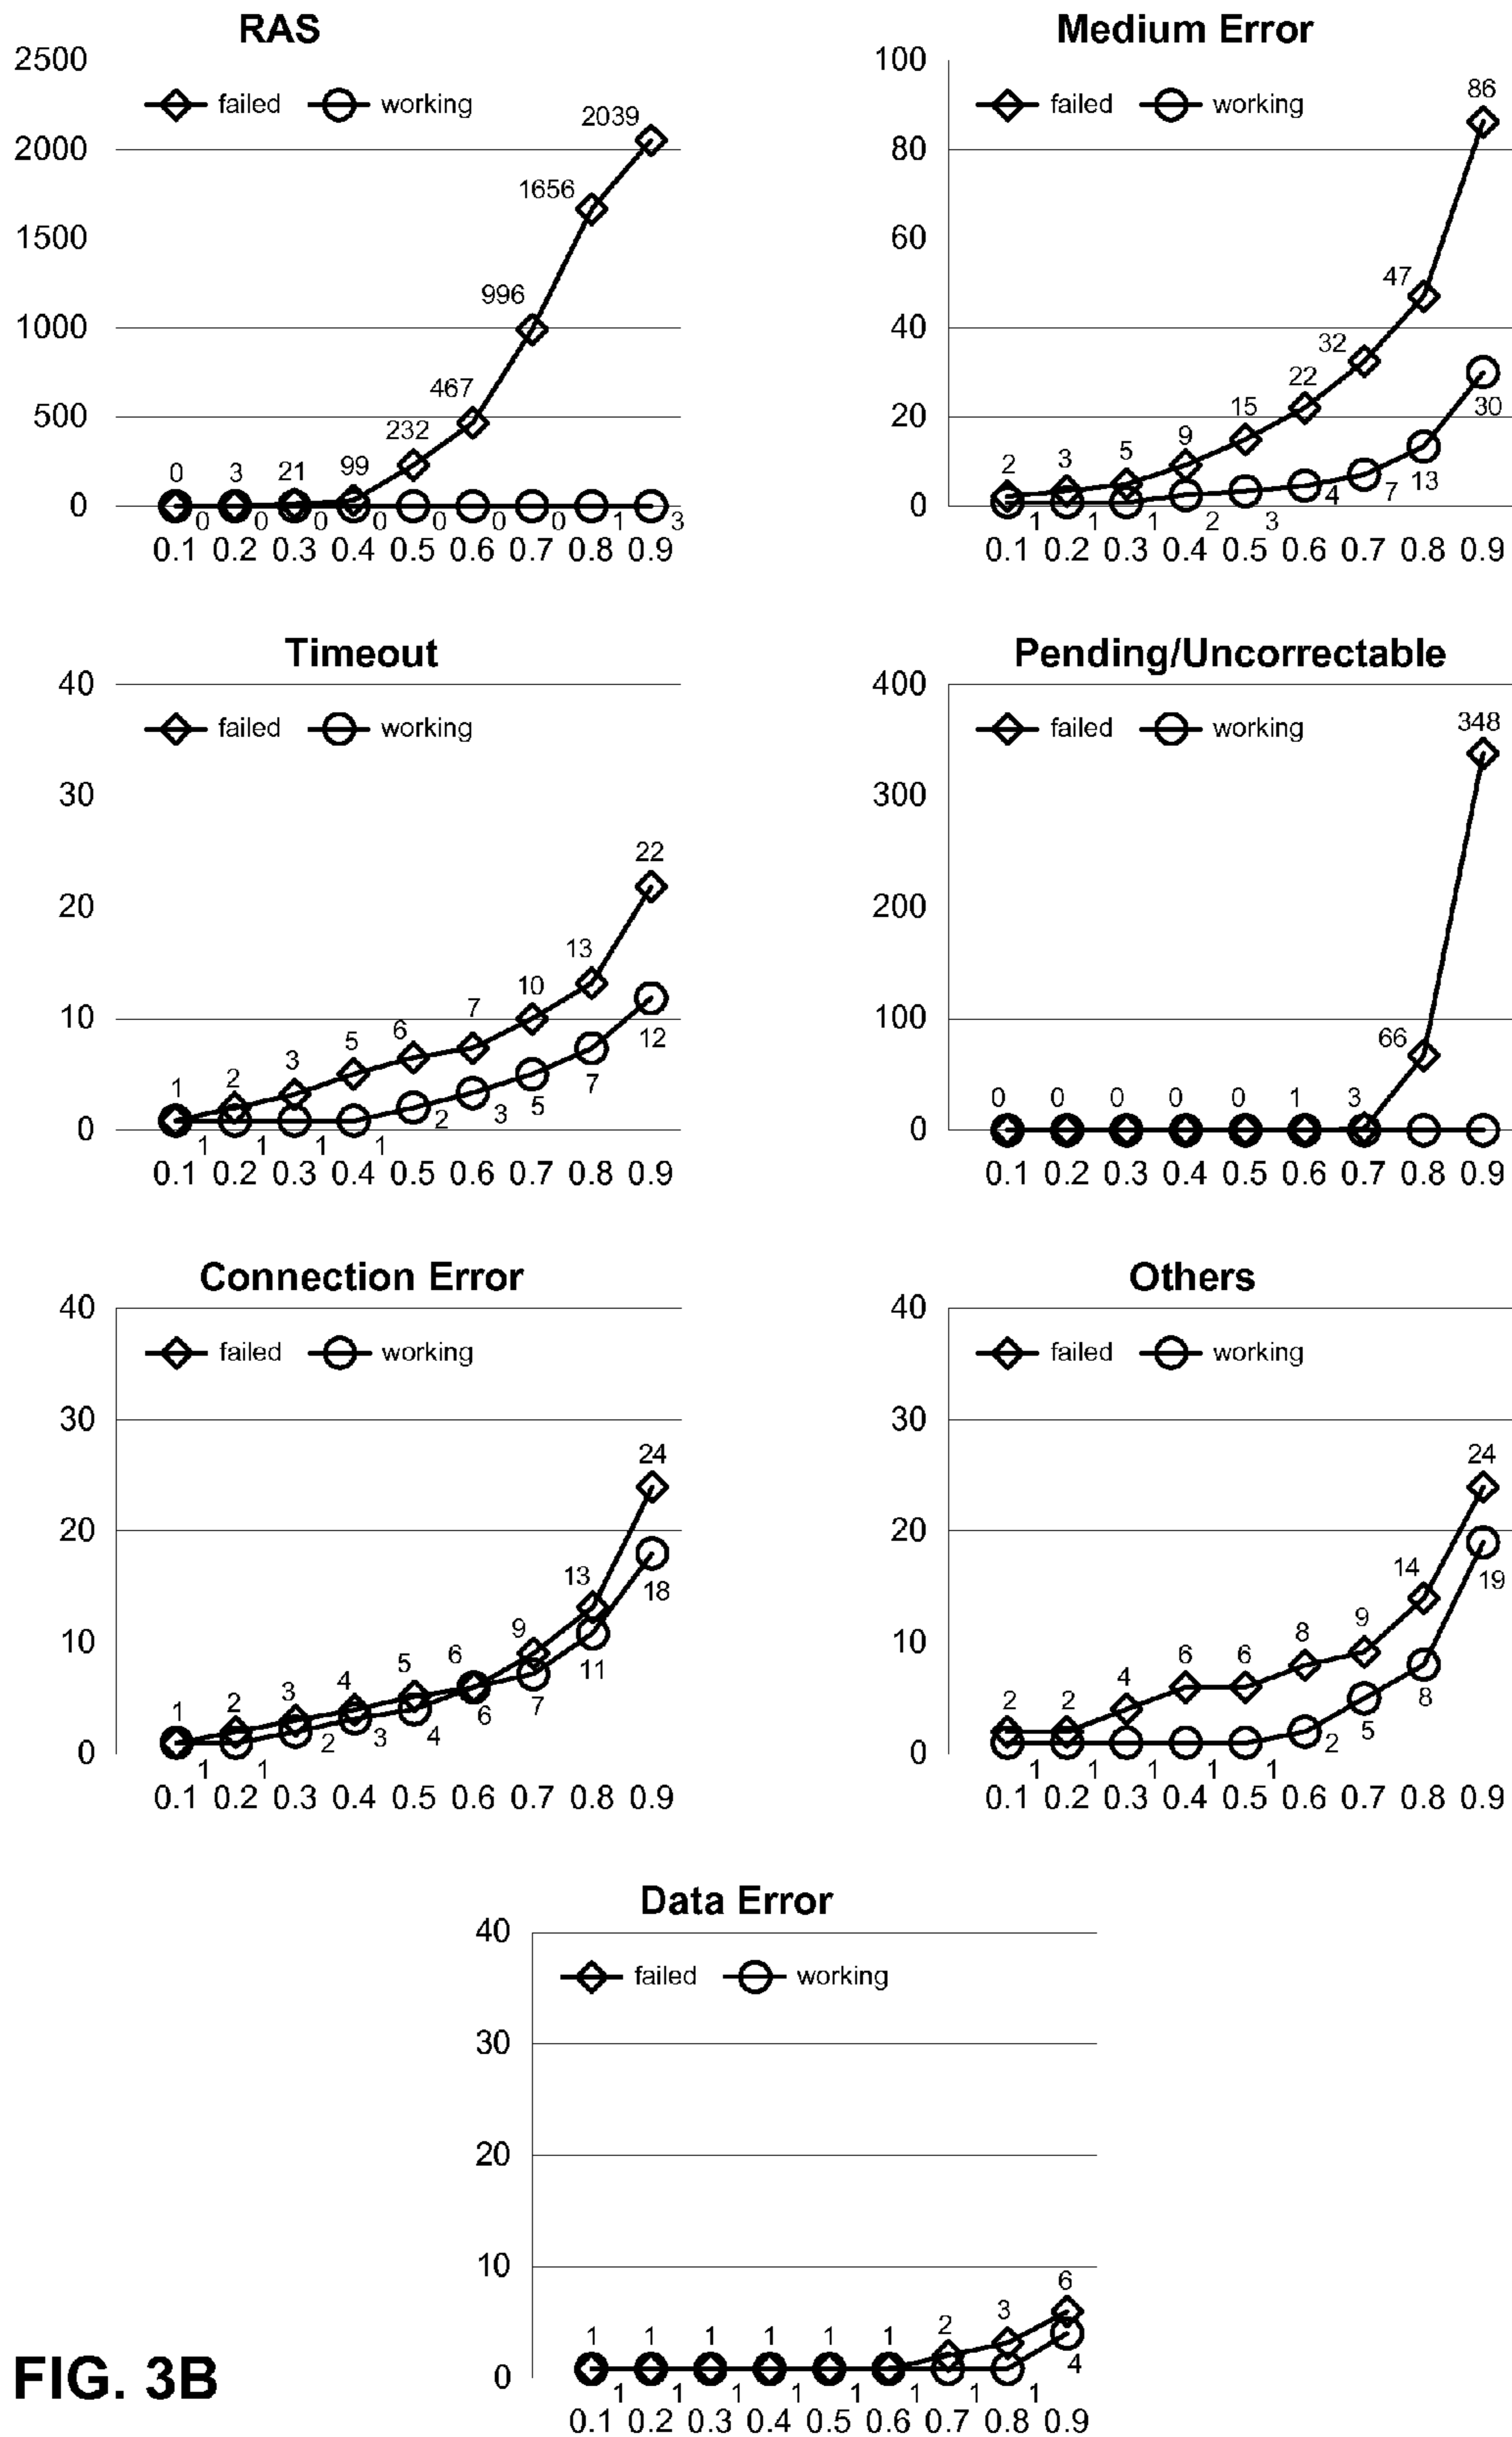 RAS
2500
2000
1500
1000
500
0
failed working
0 3 21 99 232 467 996 1656 2039
0 0 0 0 0 0 0 1 3
0.1 0.2 0.3 0.4 0.5 0.6 0.7 0.8 0.9
Medium Error
100
80
60
40
20
0
failed working
2 3 5 9 15 22 32 47 86
1 1 1 2 3 4 7 13 30
0.1 0.2 0.3 0.4 0.5 0.6 0.7 0.8 0.9
Timeout
40
30
20
10
0
failed working
1 2 3 5 6 7 10 13 22
1 1 1 1 2 3 5 7 12
0.1 0.2 0.3 0.4 0.5 0.6 0.7 0.8 0.9
Pending/Uncorrectable
400
300
200
100
0
failed working
0 0 0 0 0 1 3 66 348
0.1 0.2 0.3 0.4 0.5 0.6 0.7 0.8 0.9
Connection Error
40
30
20
10
0
failed working
1 2 3 4 5 6 9 13 24
1 1 2 3 4 6 7 11 18
0.1 0.2 0.3 0.4 0.5 0.6 0.7 0.8 0.9
Others
40
30
20
10
0
failed working
2 2 4 6 6 8 9 14 24
1 1 1 1 1 2 5 8 19
0.1 0.2 0.3 0.4 0.5 0.6 0.7 0.8 0.9
Data Error
40
30
20
10
0
failed working
1 1 1 1 1 1 2 3 6
1 1 1 1 1 1 1 1 4
0.1 0.2 0.3 0.4 0.5 0.6 0.7 0.8 0.9
FIG. 3B